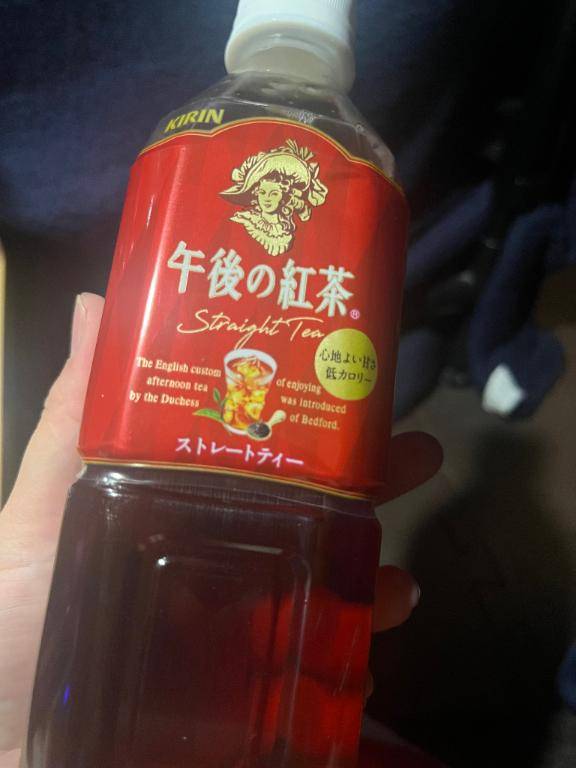 KIRIN
午後の紅茶®
Straight Tea
心地よい甘さ
低カロリー
The English custom of enjoying
afternoon tea was introduced
by the Duchess of Bedford.
ストレートティー